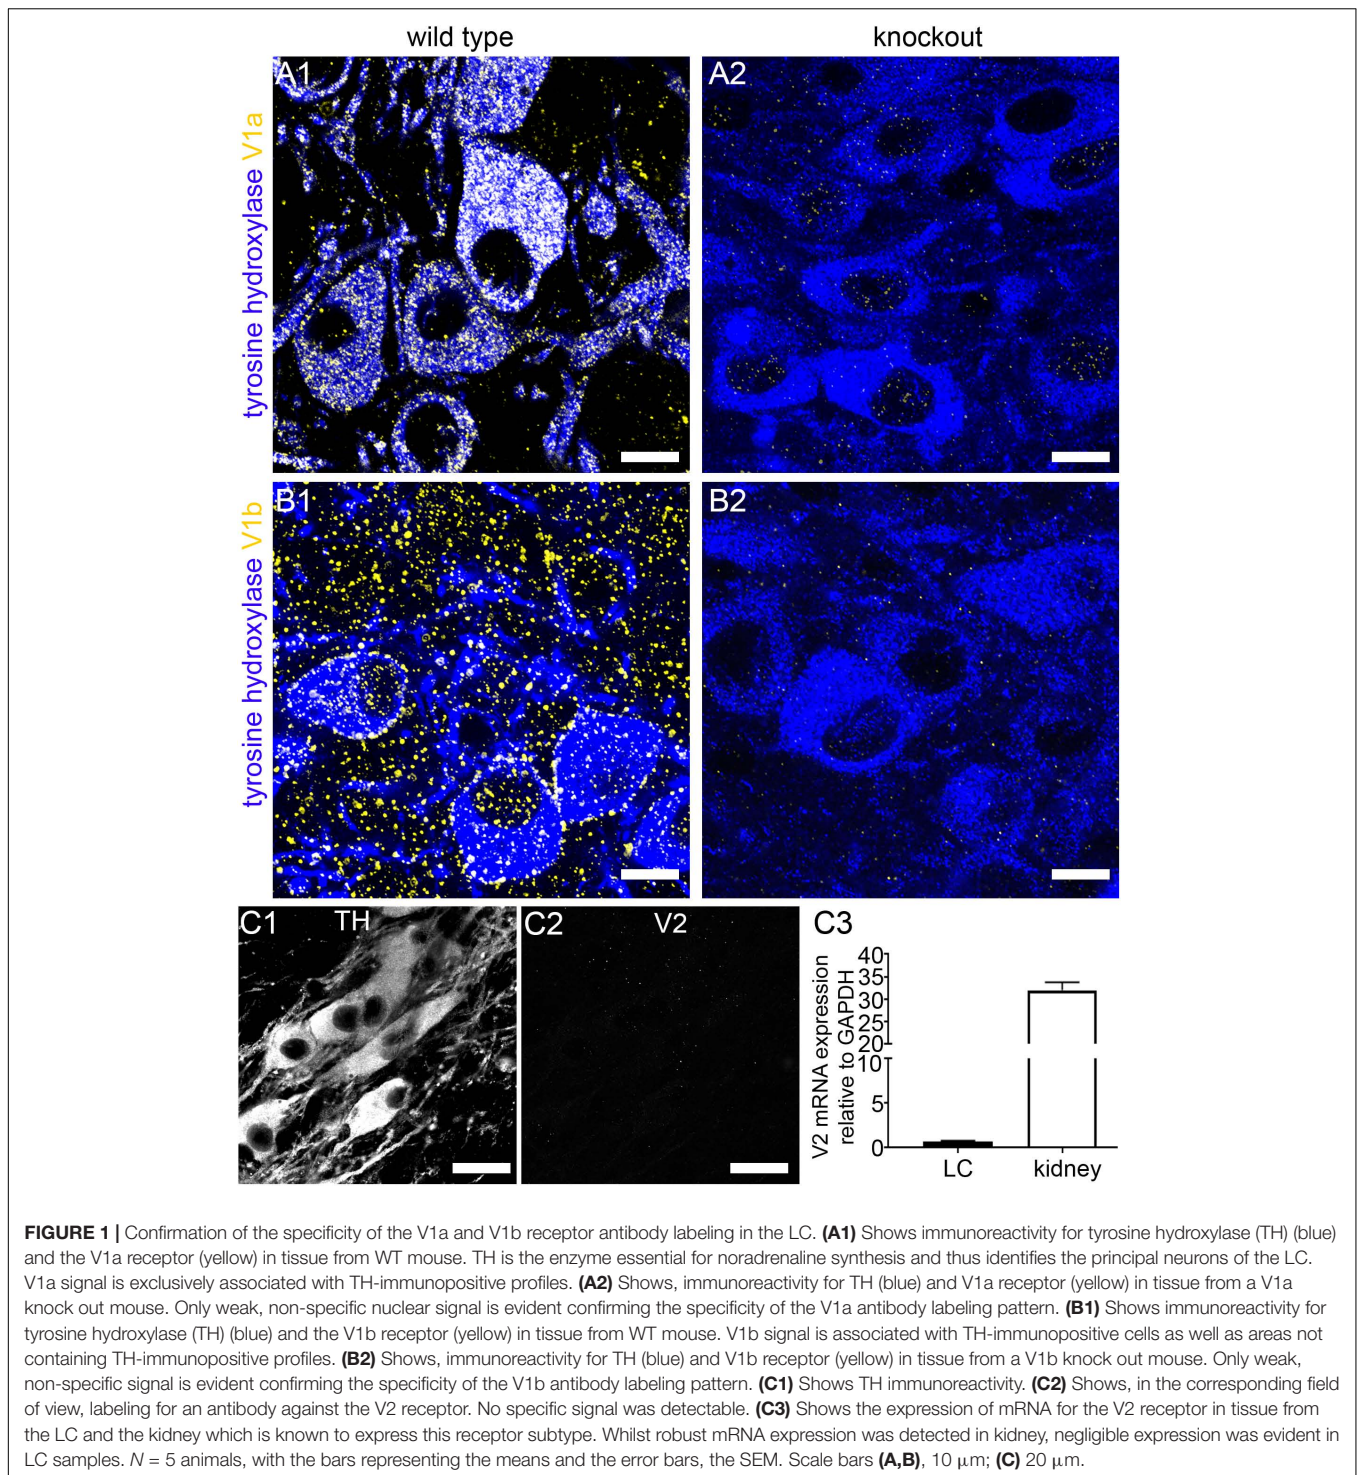 wild type
knockout
tyrosine hydroxylase V1a
A1
A2
tyrosine hydroxylase V1b
B1
B2
C1 TH
C2 V2
C3
V2 mRNA expression
relative to GAPDH
40
35
30
25
20
10
5
0
LC kidney
FIGURE 1 | Confirmation of the specificity of the V1a and V1b receptor antibody labeling in the LC. (A1) Shows immunoreactivity for tyrosine hydroxylase (TH) (blue)
and the V1a receptor (yellow) in tissue from WT mouse. TH is the enzyme essential for noradrenaline synthesis and thus identifies the principal neurons of the LC.
V1a signal is exclusively associated with TH-immunopositive profiles. (A2) Shows, immunoreactivity for TH (blue) and V1a receptor (yellow) in tissue from a V1a
knock out mouse. Only weak, non-specific nuclear signal is evident confirming the specificity of the V1a antibody labeling pattern. (B1) Shows immunoreactivity for
tyrosine hydroxylase (TH) (blue) and the V1b receptor (yellow) in tissue from WT mouse. V1b signal is associated with TH-immunopositive cells as well as areas not
containing TH-immunopositive profiles. (B2) Shows, immunoreactivity for TH (blue) and V1b receptor (yellow) in tissue from a V1b knock out mouse. Only weak,
non-specific signal is evident confirming the specificity of the V1b antibody labeling pattern. (C1) Shows TH immunoreactivity. (C2) Shows, in the corresponding field
of view, labeling for an antibody against the V2 receptor. No specific signal was detectable. (C3) Shows the expression of mRNA for the V2 receptor in tissue from
the LC and the kidney which is known to express this receptor subtype. Whilst robust mRNA expression was detected in kidney, negligible expression was evident in
LC samples. N = 5 animals, with the bars representing the means and the error bars, the SEM. Scale bars (A,B), 10 μm; (C) 20 μm.